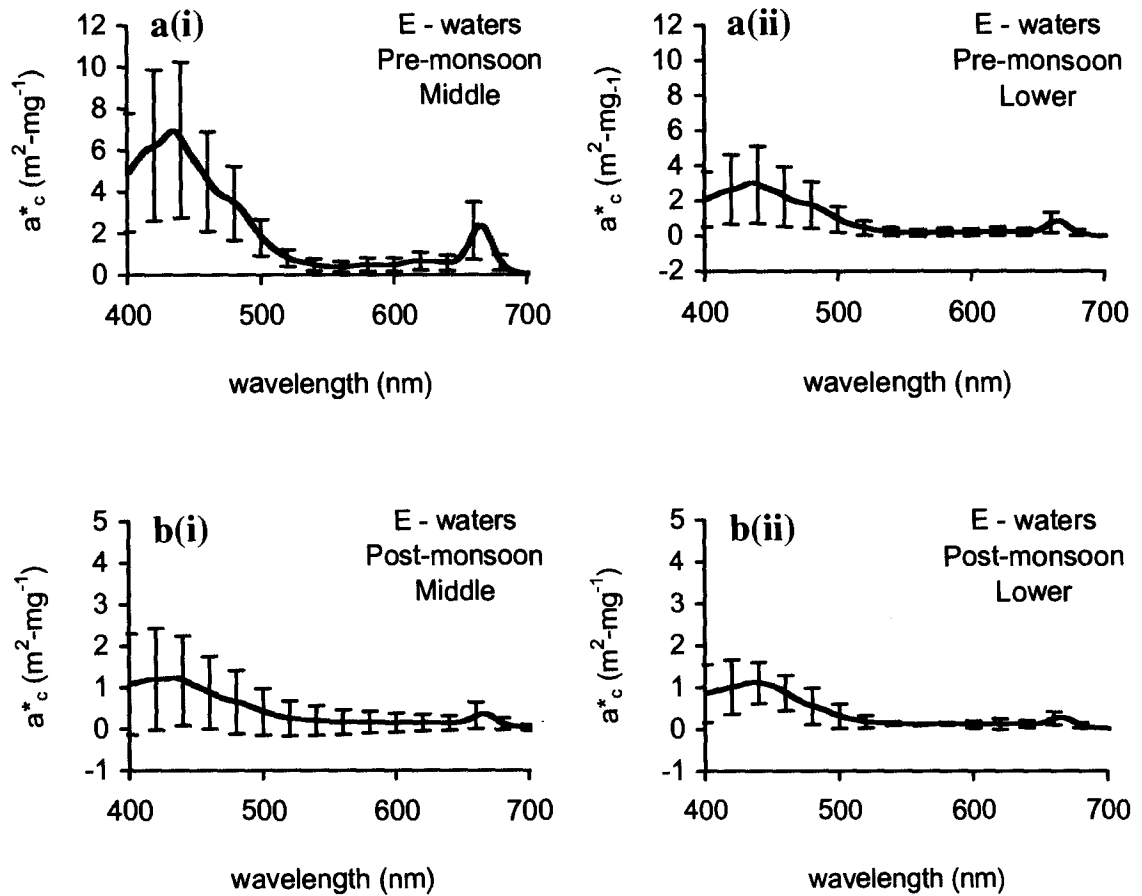 a(i)
E - waters
Pre-monsoon
Middle
12
10
8
6
4
2
0
a*c (m2-mg-1)
400 500 600 700
wavelength (nm)
a(ii)
E - waters
Pre-monsoon
Lower
12
10
8
6
4
2
0
-2
a*c (m2-mg-1)
400 500 600 700
wavelength (nm)
b(i)
E - waters
Post-monsoon
Middle
5
4
3
2
1
0
-1
a*c (m2-mg-1)
400 500 600 700
wavelength (nm)
b(ii)
E - waters
Post-monsoon
Lower
5
4
3
2
1
0
-1
a*c (m2-mg-1)
400 500 600 700
wavelength (nm)